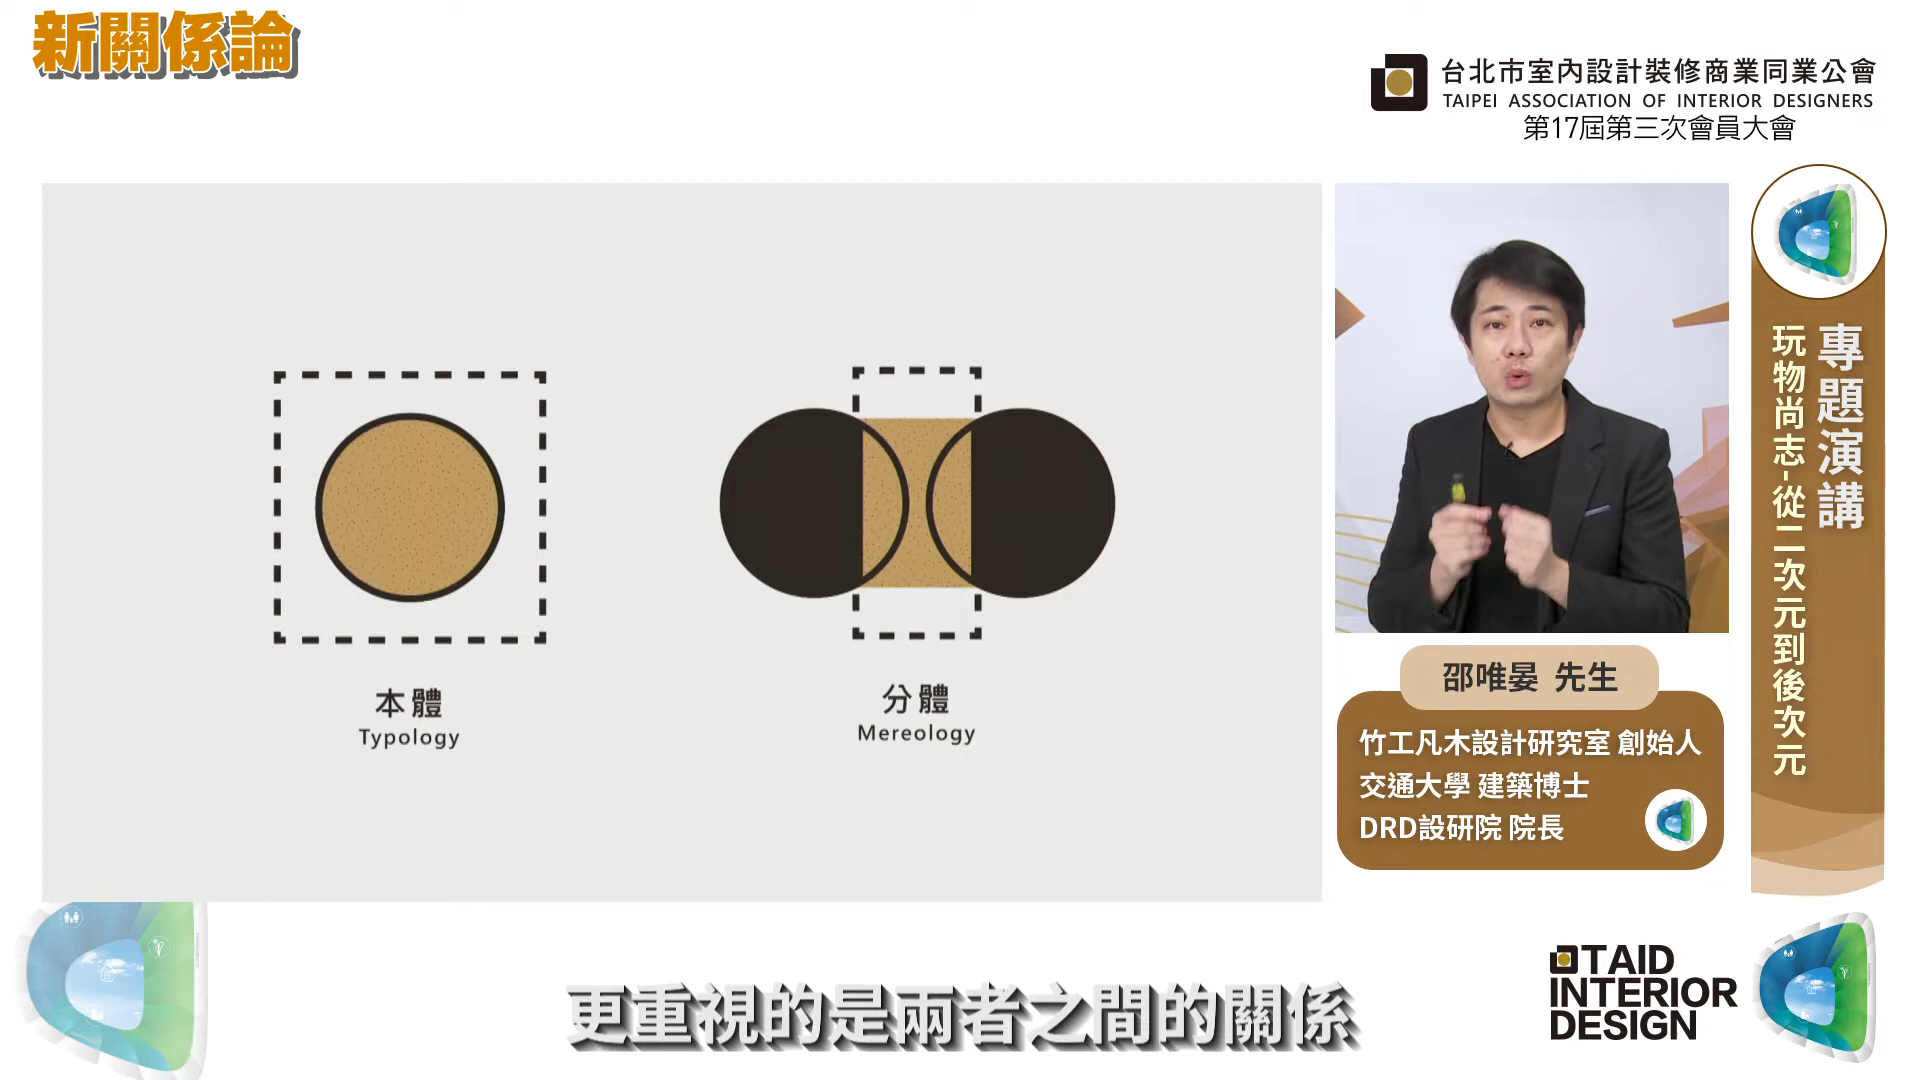 新關係論
台北市室內設計裝修商業同業公會
TAIPEI ASSOCIATION OF INTERIOR DESIGNERS
第17屆第三次會員大會
專題演講
玩物尚志-從二次元到後次元
本體
Typology
分體
Mereology
邵唯晏 先生
竹工凡木設計研究室 創始人
交通大學 建築博士
DRD設研院 院長
更重視的是兩者之間的關係
TAID
INTERIOR
DESIGN